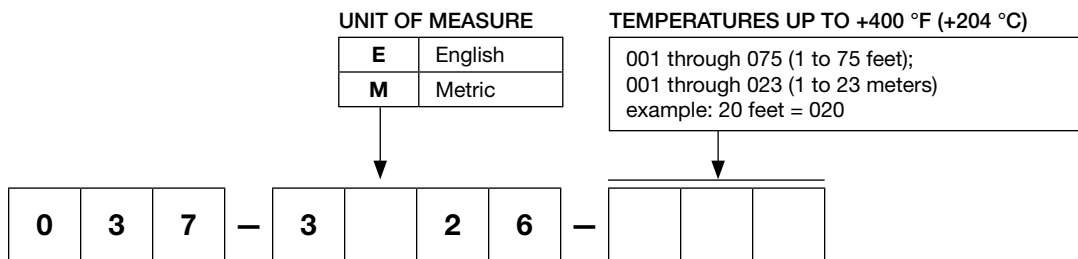 UNIT OF MEASURE
E English
M Metric
TEMPERATURES UP TO +400 °F (+204 °C)
001 through 075 (1 to 75 feet);
001 through 023 (1 to 23 meters)
example: 20 feet = 020
0 3 7 – 3 2 6 –